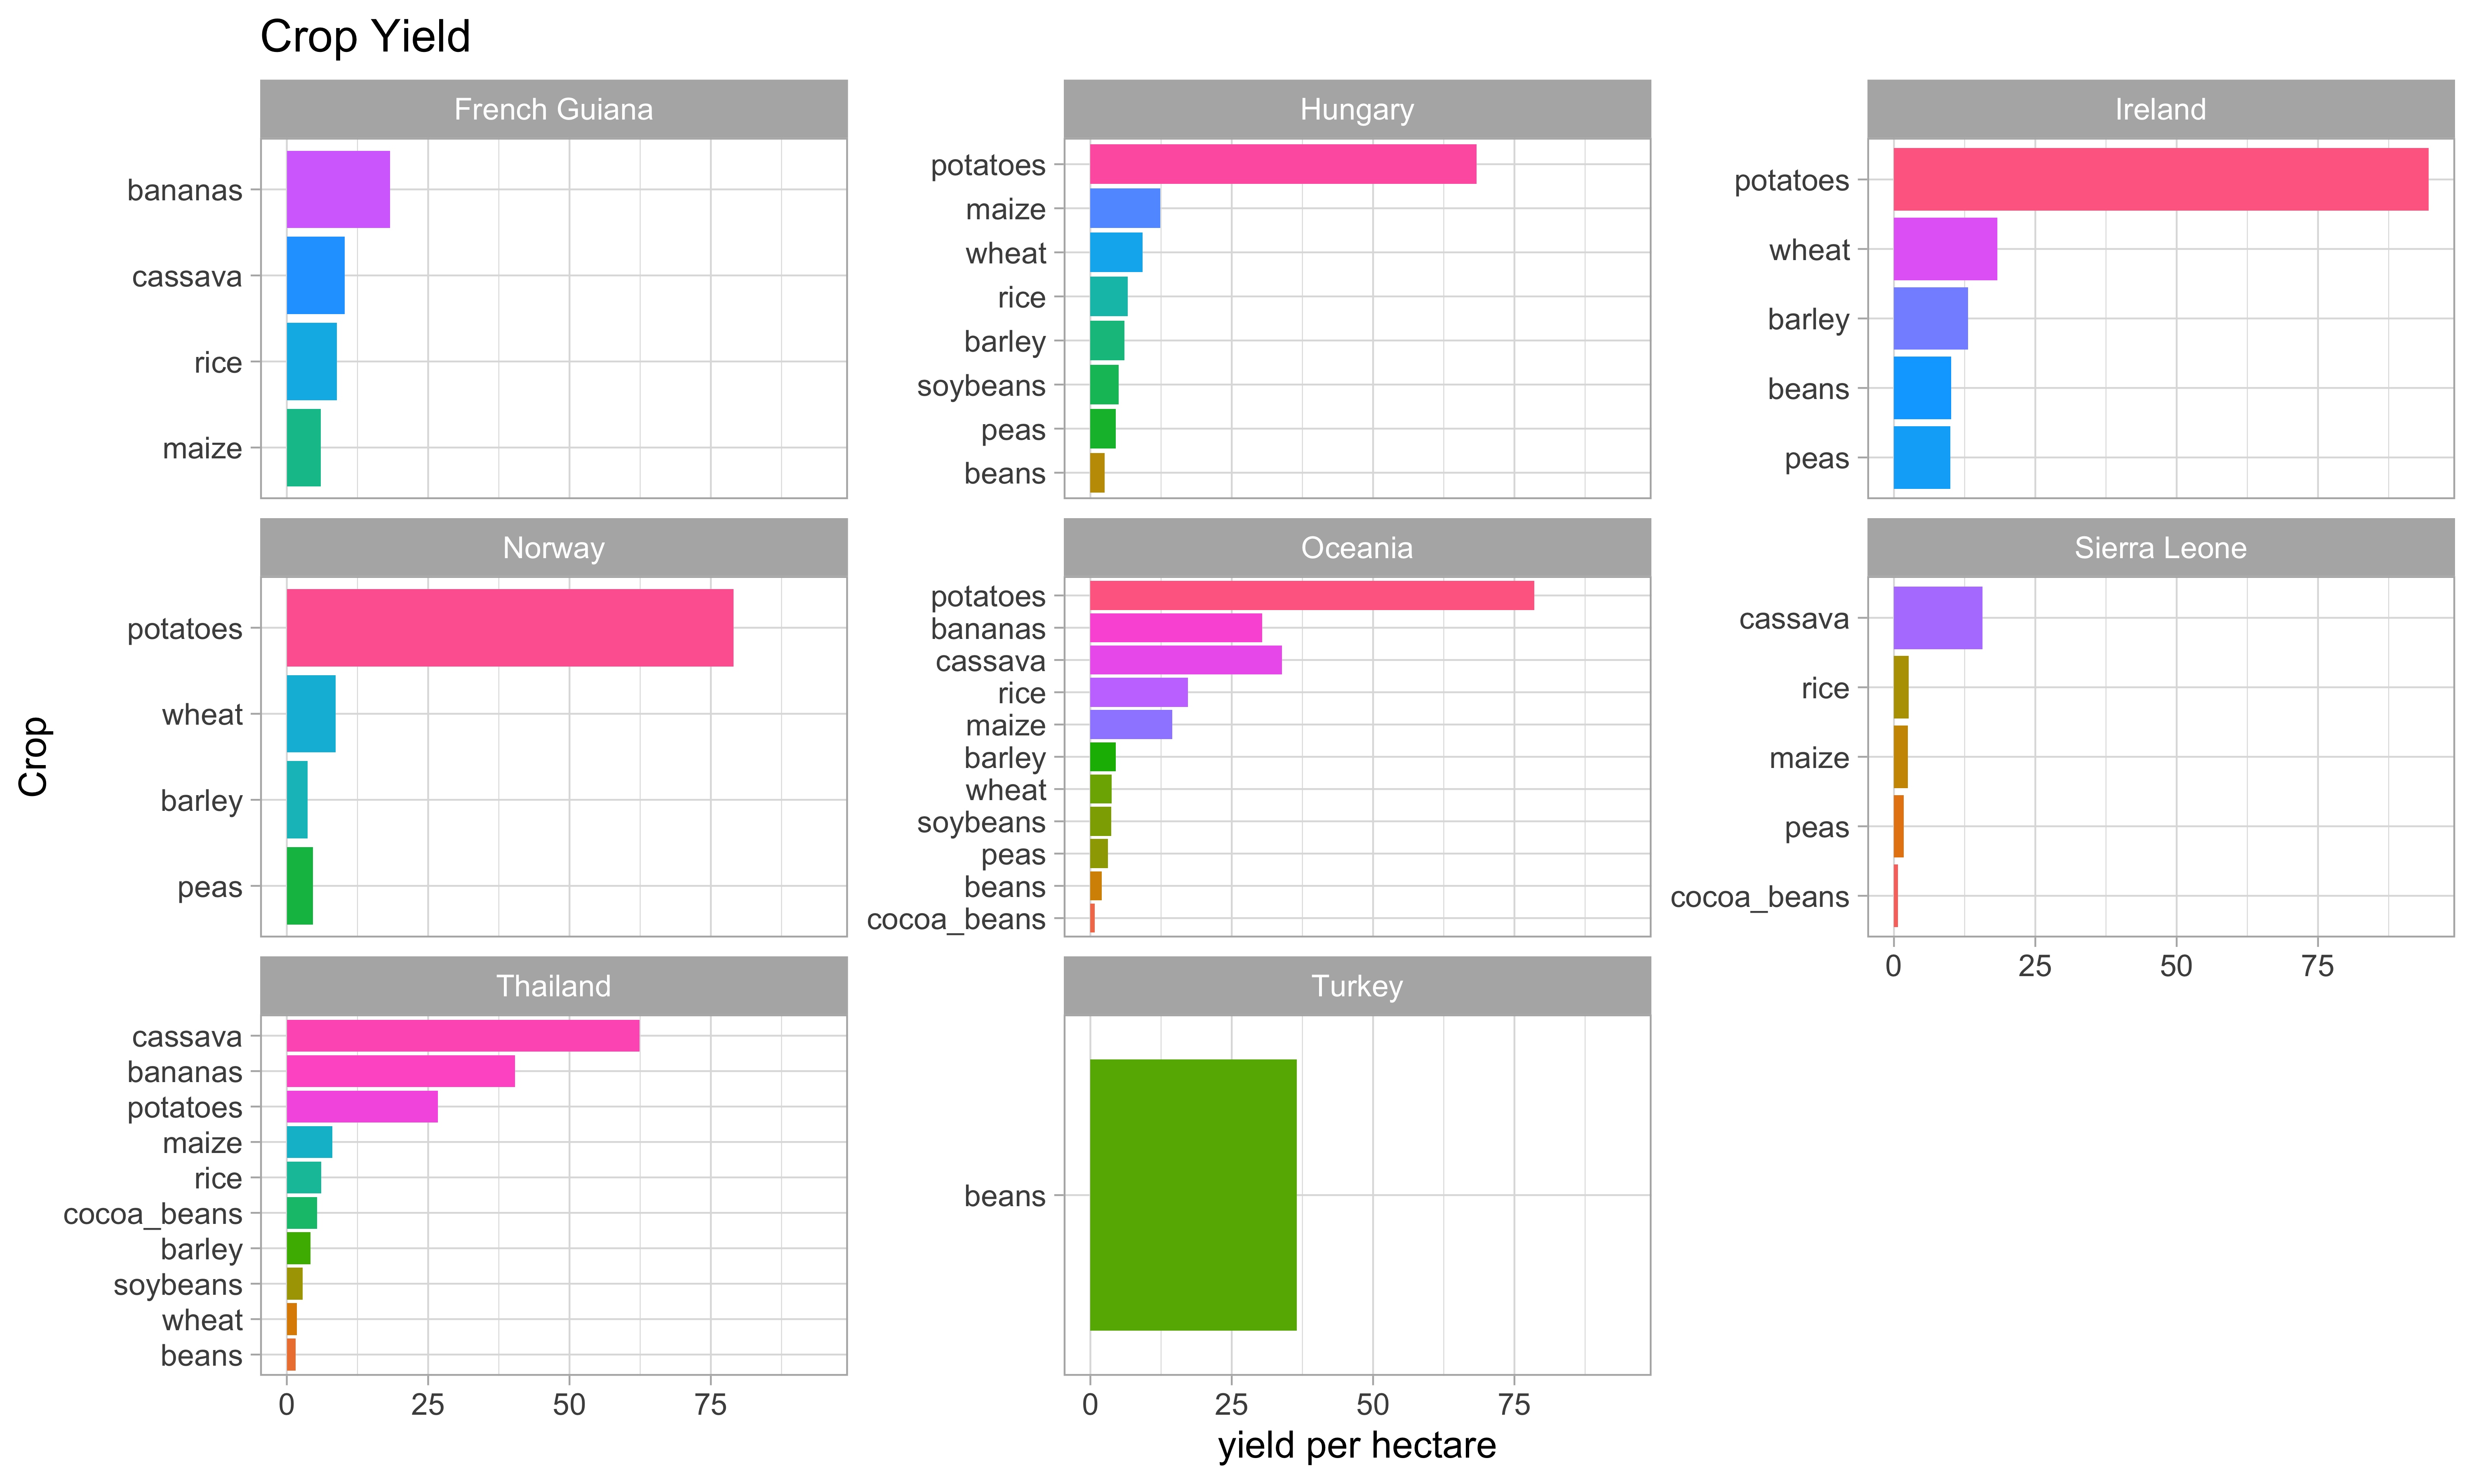 Crop Yield
French Guiana
bananas
cassava
rice
maize
Hungary
potatoes
maize
wheat
rice
barley
soybeans
peas
beans
Ireland
potatoes
wheat
barley
beans
peas
Crop
Norway
potatoes
wheat
barley
peas
Oceania
potatoes
bananas
cassava
rice
maize
barley
wheat
soybeans
peas
beans
cocoa_beans
Sierra Leone
cassava
rice
maize
peas
cocoa_beans
0 25 50 75
Thailand
cassava
bananas
potatoes
maize
rice
cocoa_beans
barley
soybeans
wheat
beans
0 25 50 75
Turkey
beans
0 25 50 75
yield per hectare